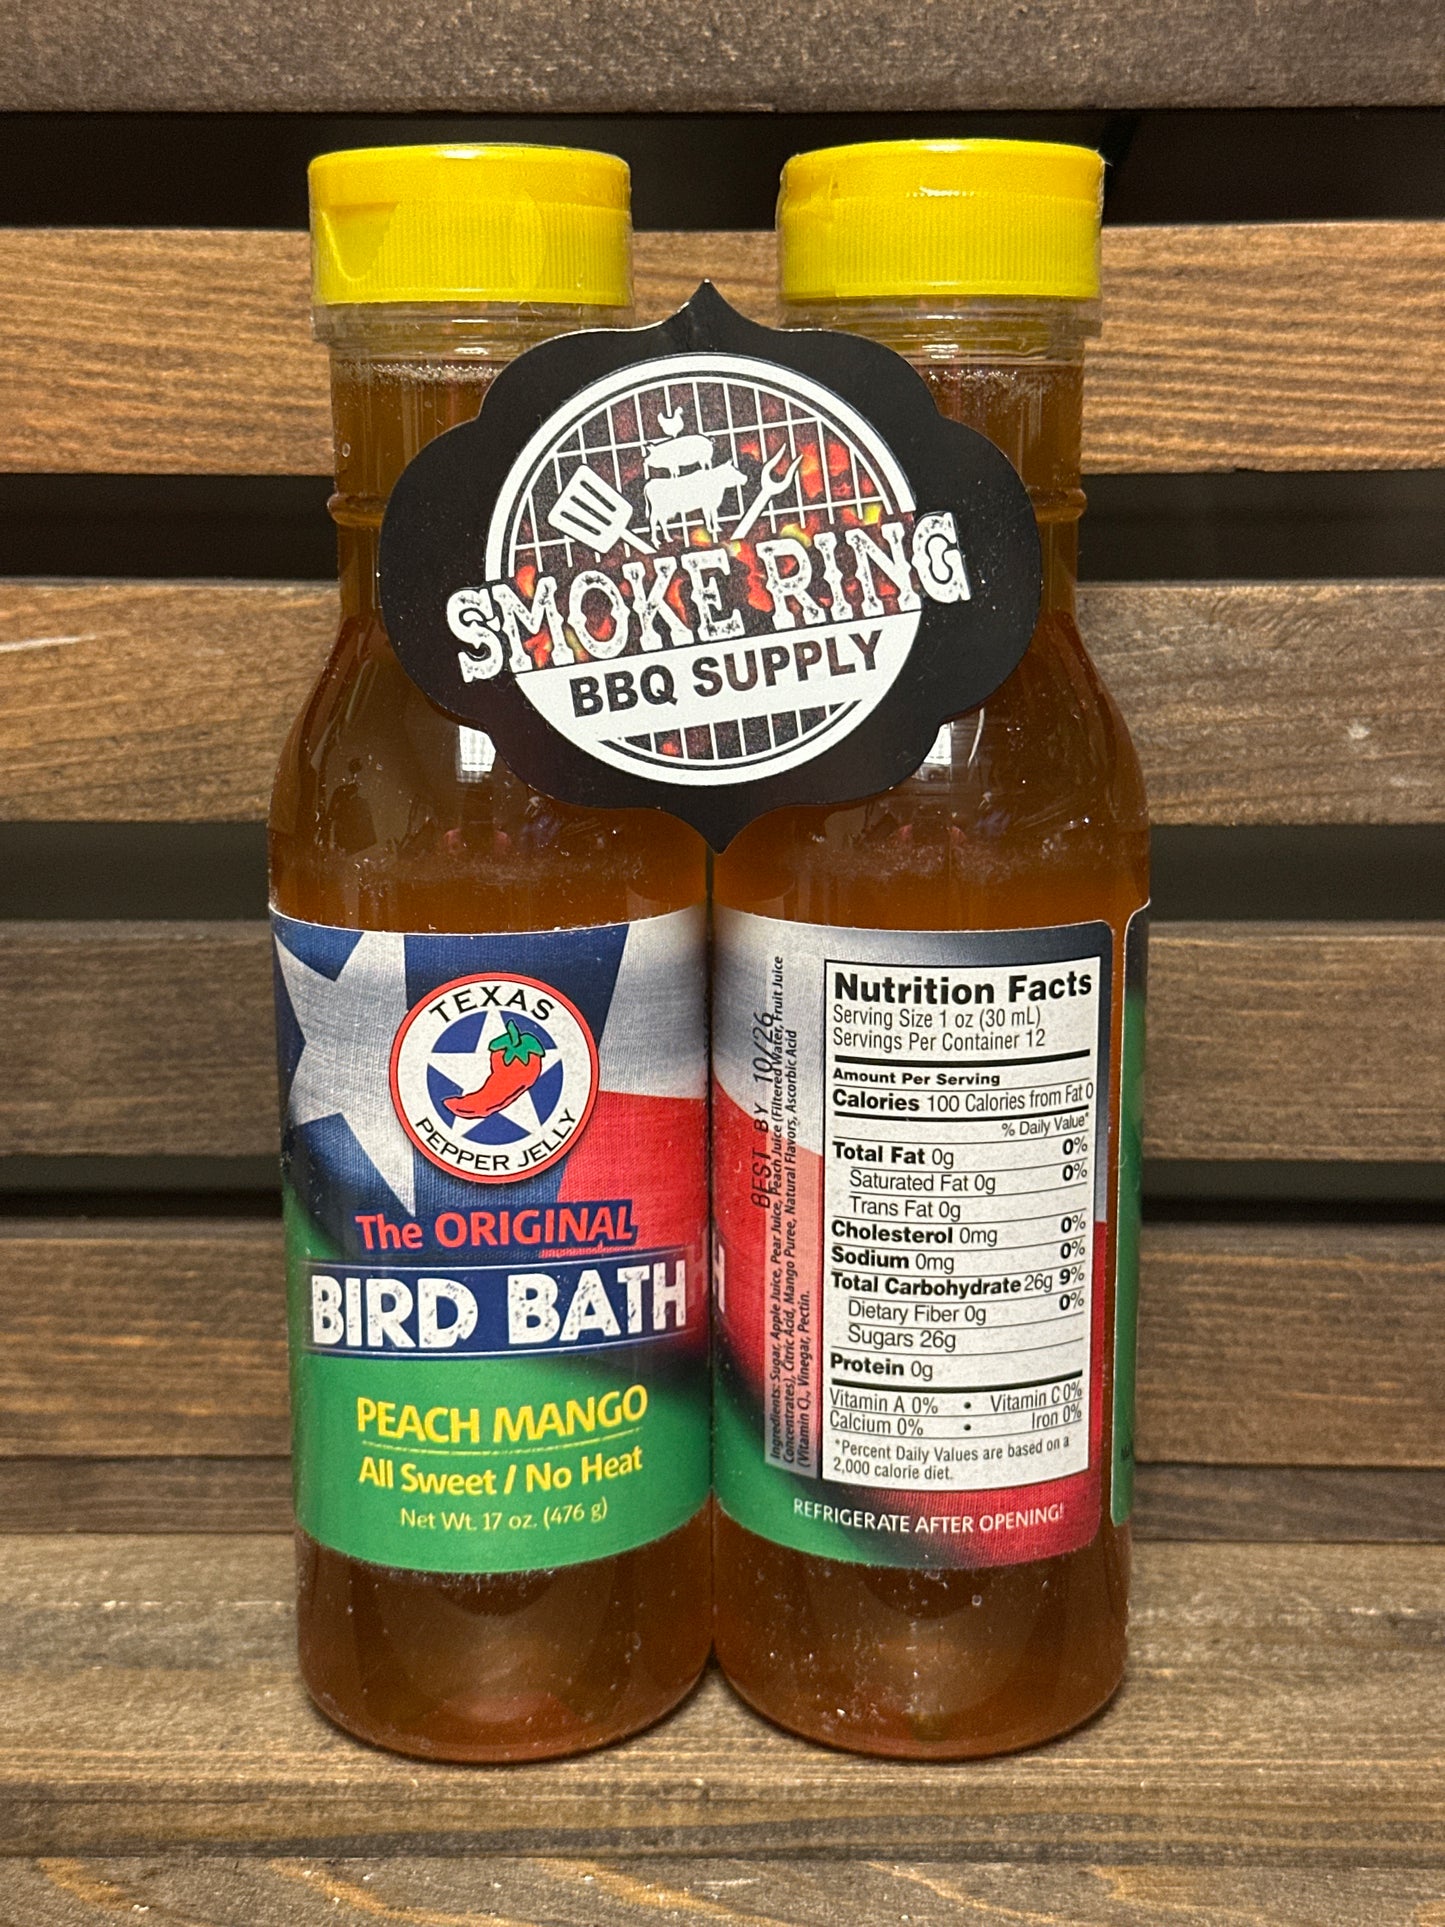 SMOKE RING
BBQ SUPPLY
TEXAS
PEPPER JELLY
The ORIGINAL
BIRD BATH
PEACH MANGO
All Sweet / No Heat
Net Wt. 17 oz. (476 g)
H
BEST BY 10/26
Ingredients: Sugar, Apple Juice, Pear Juice, Peach Juice (Filtered Water, Fruit Juice
Concentrates), Citric Acid, Mango Puree, Natural Flavors, Ascorbic Acid
(Vitamin C)., Vinegar, Pectin.
Nutrition Facts
Serving Size 1 oz (30 mL)
Servings Per Container 12
Amount Per Serving
Calories 100 Calories from Fat 0
% Daily Value*
Total Fat 0g 0%
Saturated Fat 0g 0%
Trans Fat 0g
Cholesterol 0mg 0%
Sodium 0mg 0%
Total Carbohydrate 26g 9%
Dietary Fiber 0g 0%
Sugars 26g
Protein 0g
Vitamin A 0% • Vitamin C 0%
Calcium 0% • Iron 0%
*Percent Daily Values are based on a
2,000 calorie diet.
REFRIGERATE AFTER OPENING!